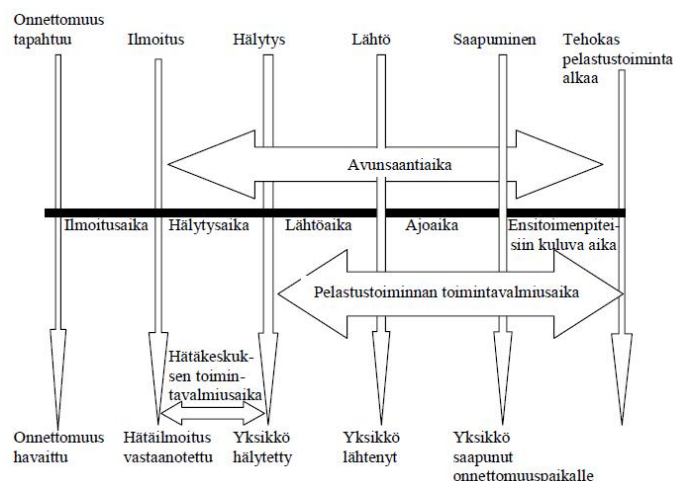 Onnettomuus
tapahtuu
Ilmoitus
Hälytys
Lähtö
Saapuminen
Tehokas
pelastustoiminta
alkaa
Avunsaantiaika
Ilmoitusaika
Hälytysaika
Lähtöaika
Ajoaika
Ensitoimenpitei-
siin kuluva aika
Pelastustoiminnan toimintavalmiusaika
Hätäkeskuk-
sen toimin-
tavalmiusaika
Onnettomuus
havaittu
Hätäilmoitus
vastaanotettu
Yksikkö
hälytetty
Yksikkö
lähtenyt
Yksikkö
saapunut
onnettomuuspaikalle